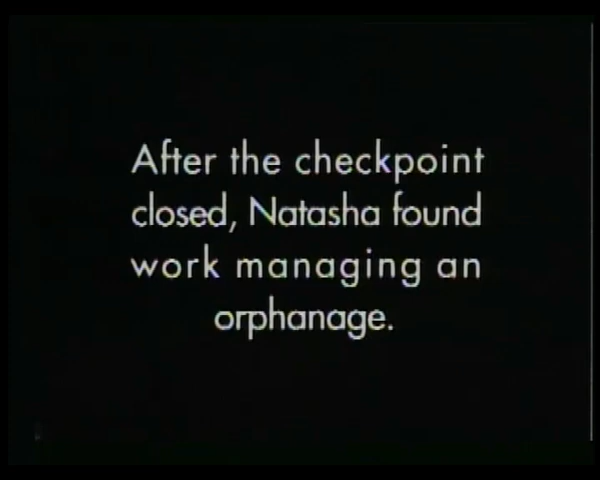 After the checkpoint
closed, Natasha found
work managing an
orphanage.